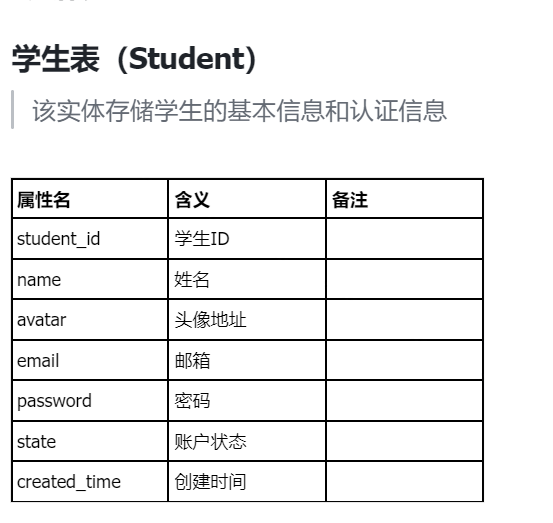 学生表（Student）
该实体存储学生的基本信息和认证信息
属性名 含义 备注
student_id 学生ID
name 姓名
avatar 头像地址
email 邮箱
password 密码
state 账户状态
created_time 创建时间